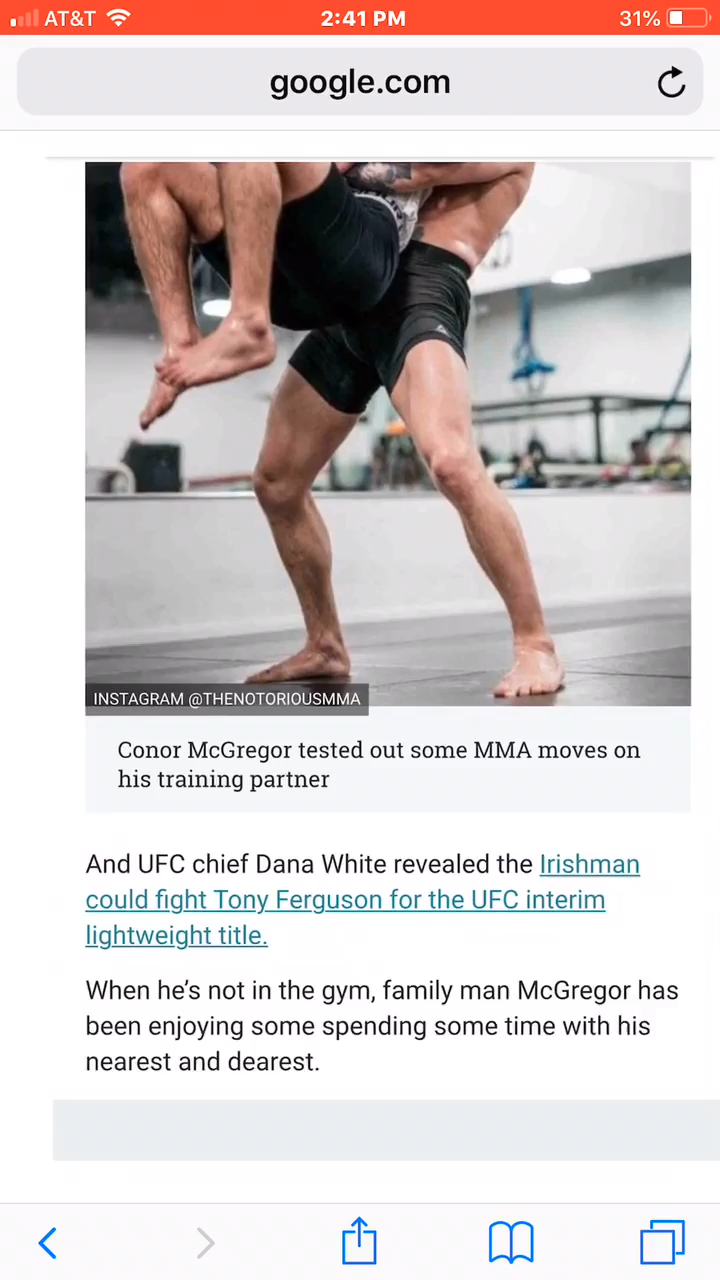 AT&T 2:41 PM 31%
google.com
INSTAGRAM @THENOTORIOUSMMA
Conor McGregor tested out some MMA moves on
his training partner
And UFC chief Dana White revealed the Irishman
could fight Tony Ferguson for the UFC interim
lightweight title.
When he's not in the gym, family man McGregor has
been enjoying some spending some time with his
nearest and dearest.